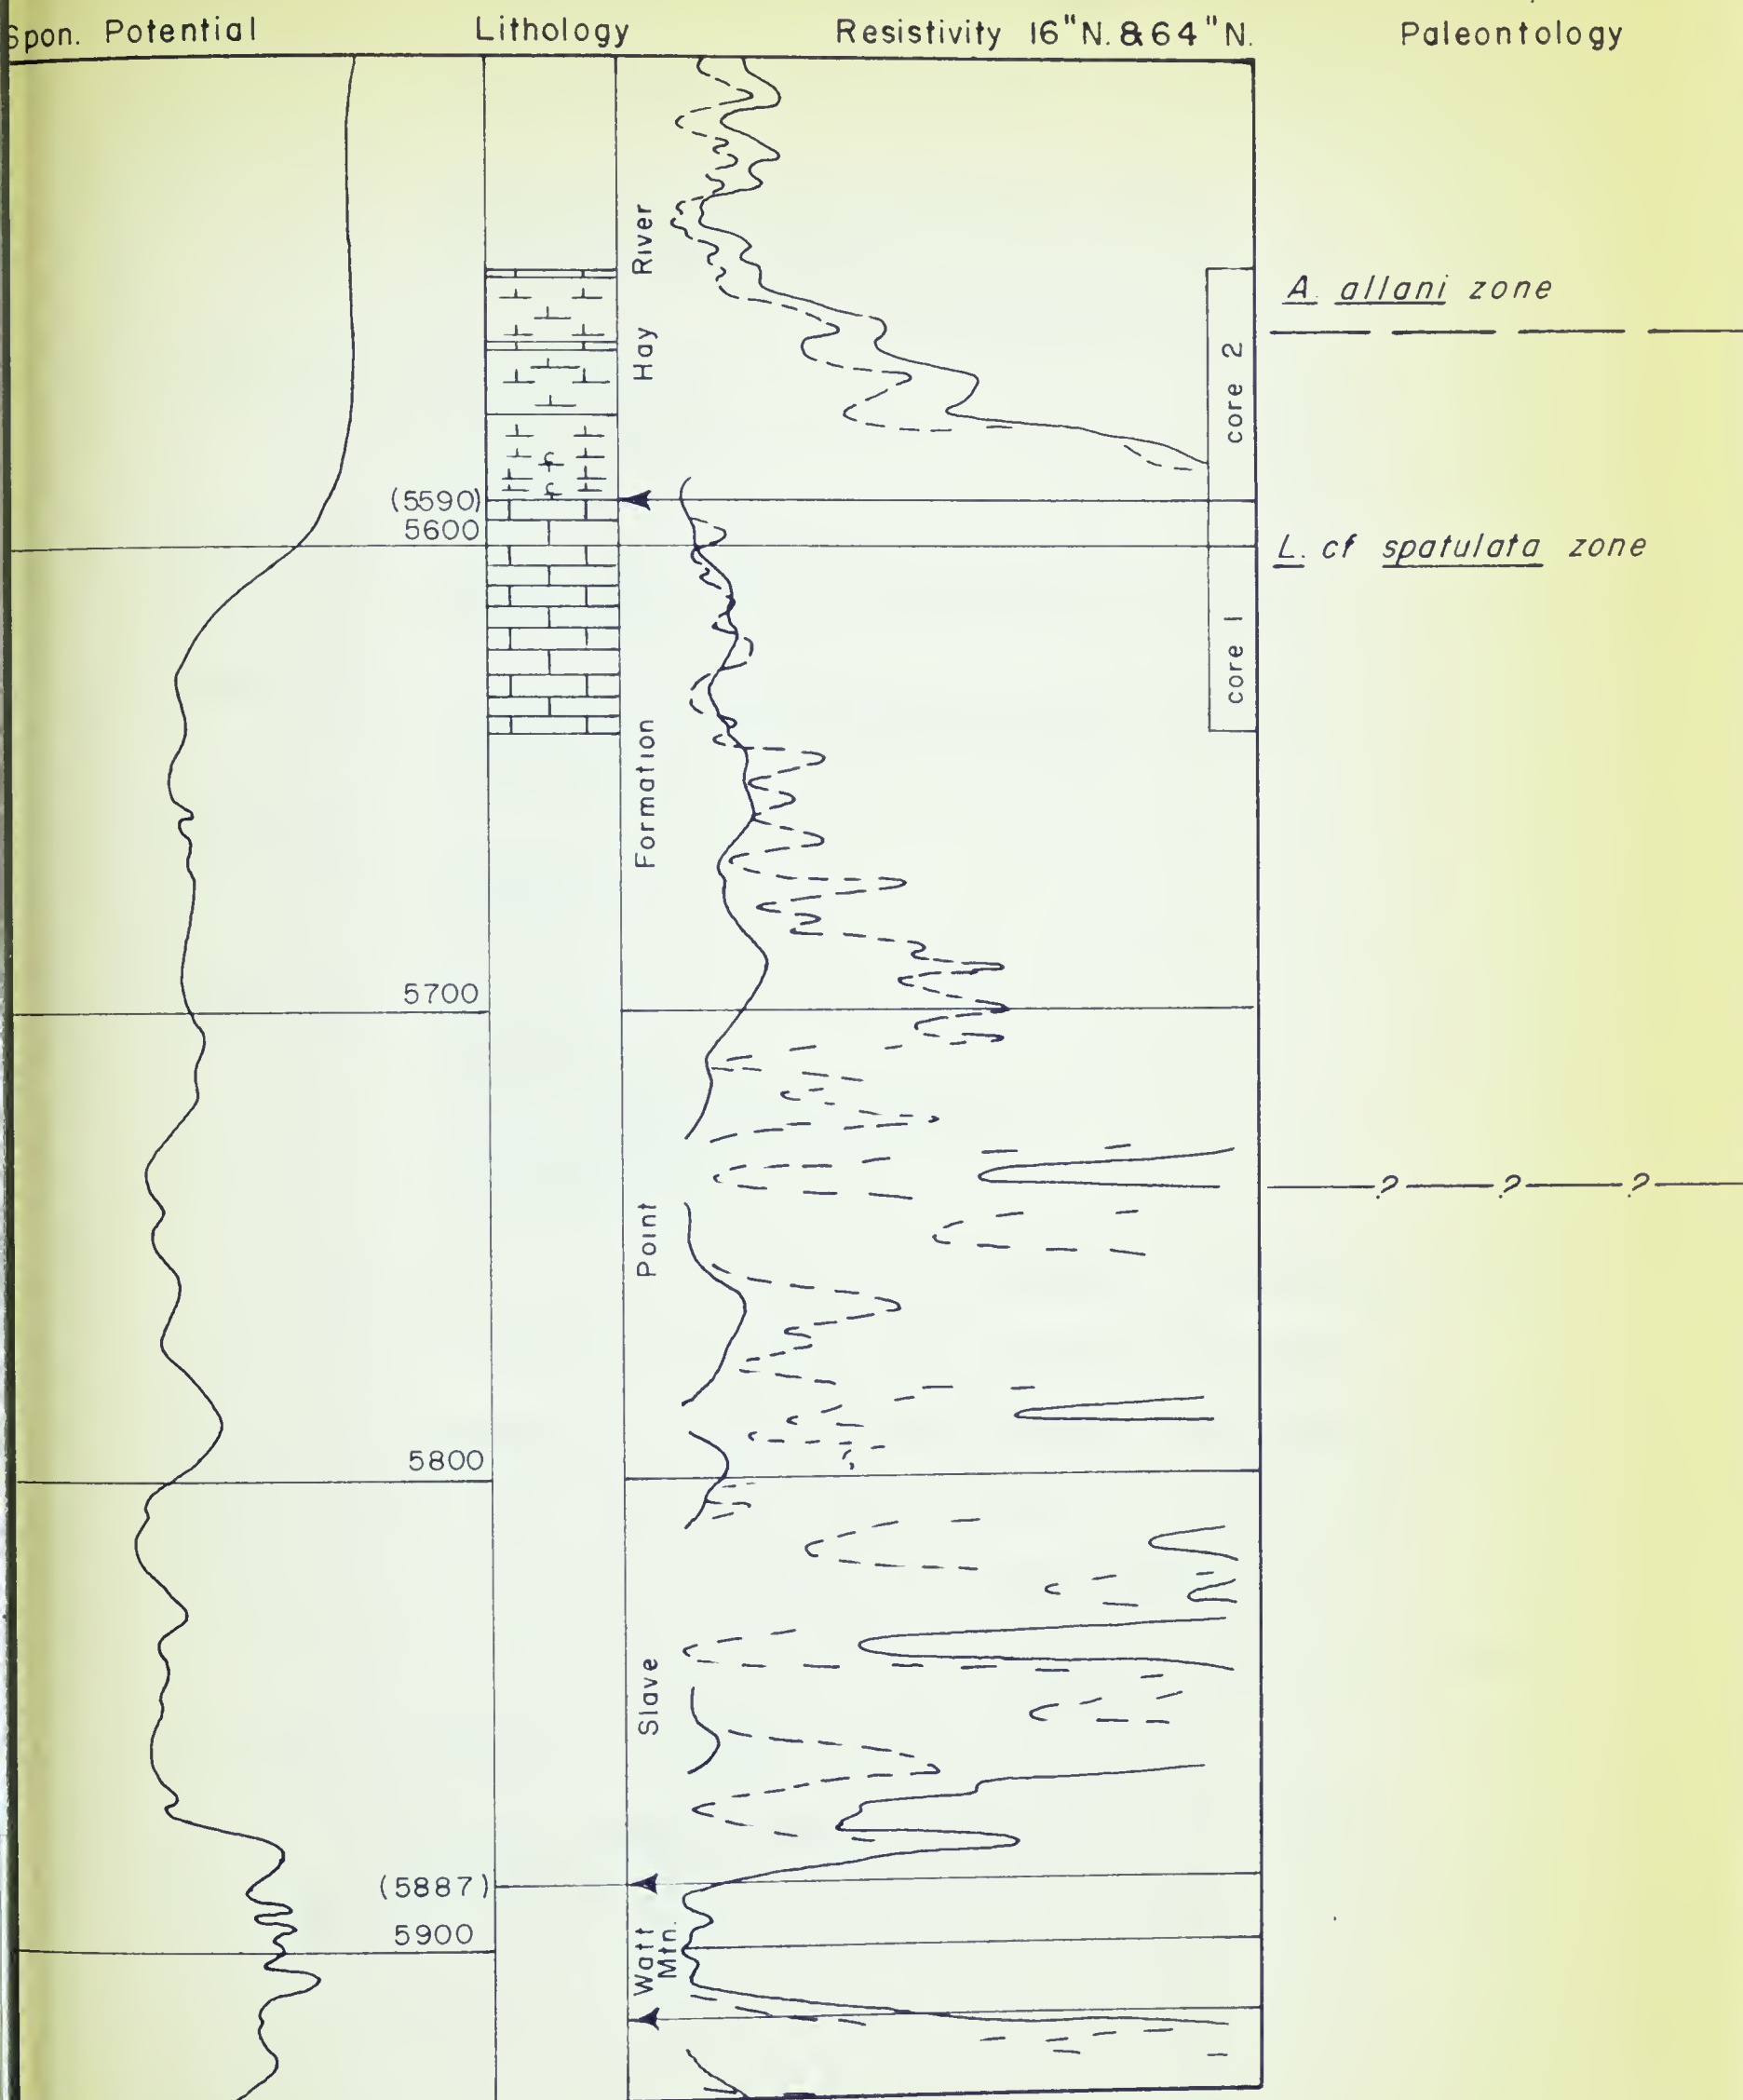 Spon. Potential Lithology Resistivity 16"N. & 64"N. Paleontology
Hay River
A. allani zone
core 2
(5590)
5600
L. cf spatulata zone
core 1
Slave Point Formation
5700
? ? ?
5800
(5887)
5900
Watt
Mtn.